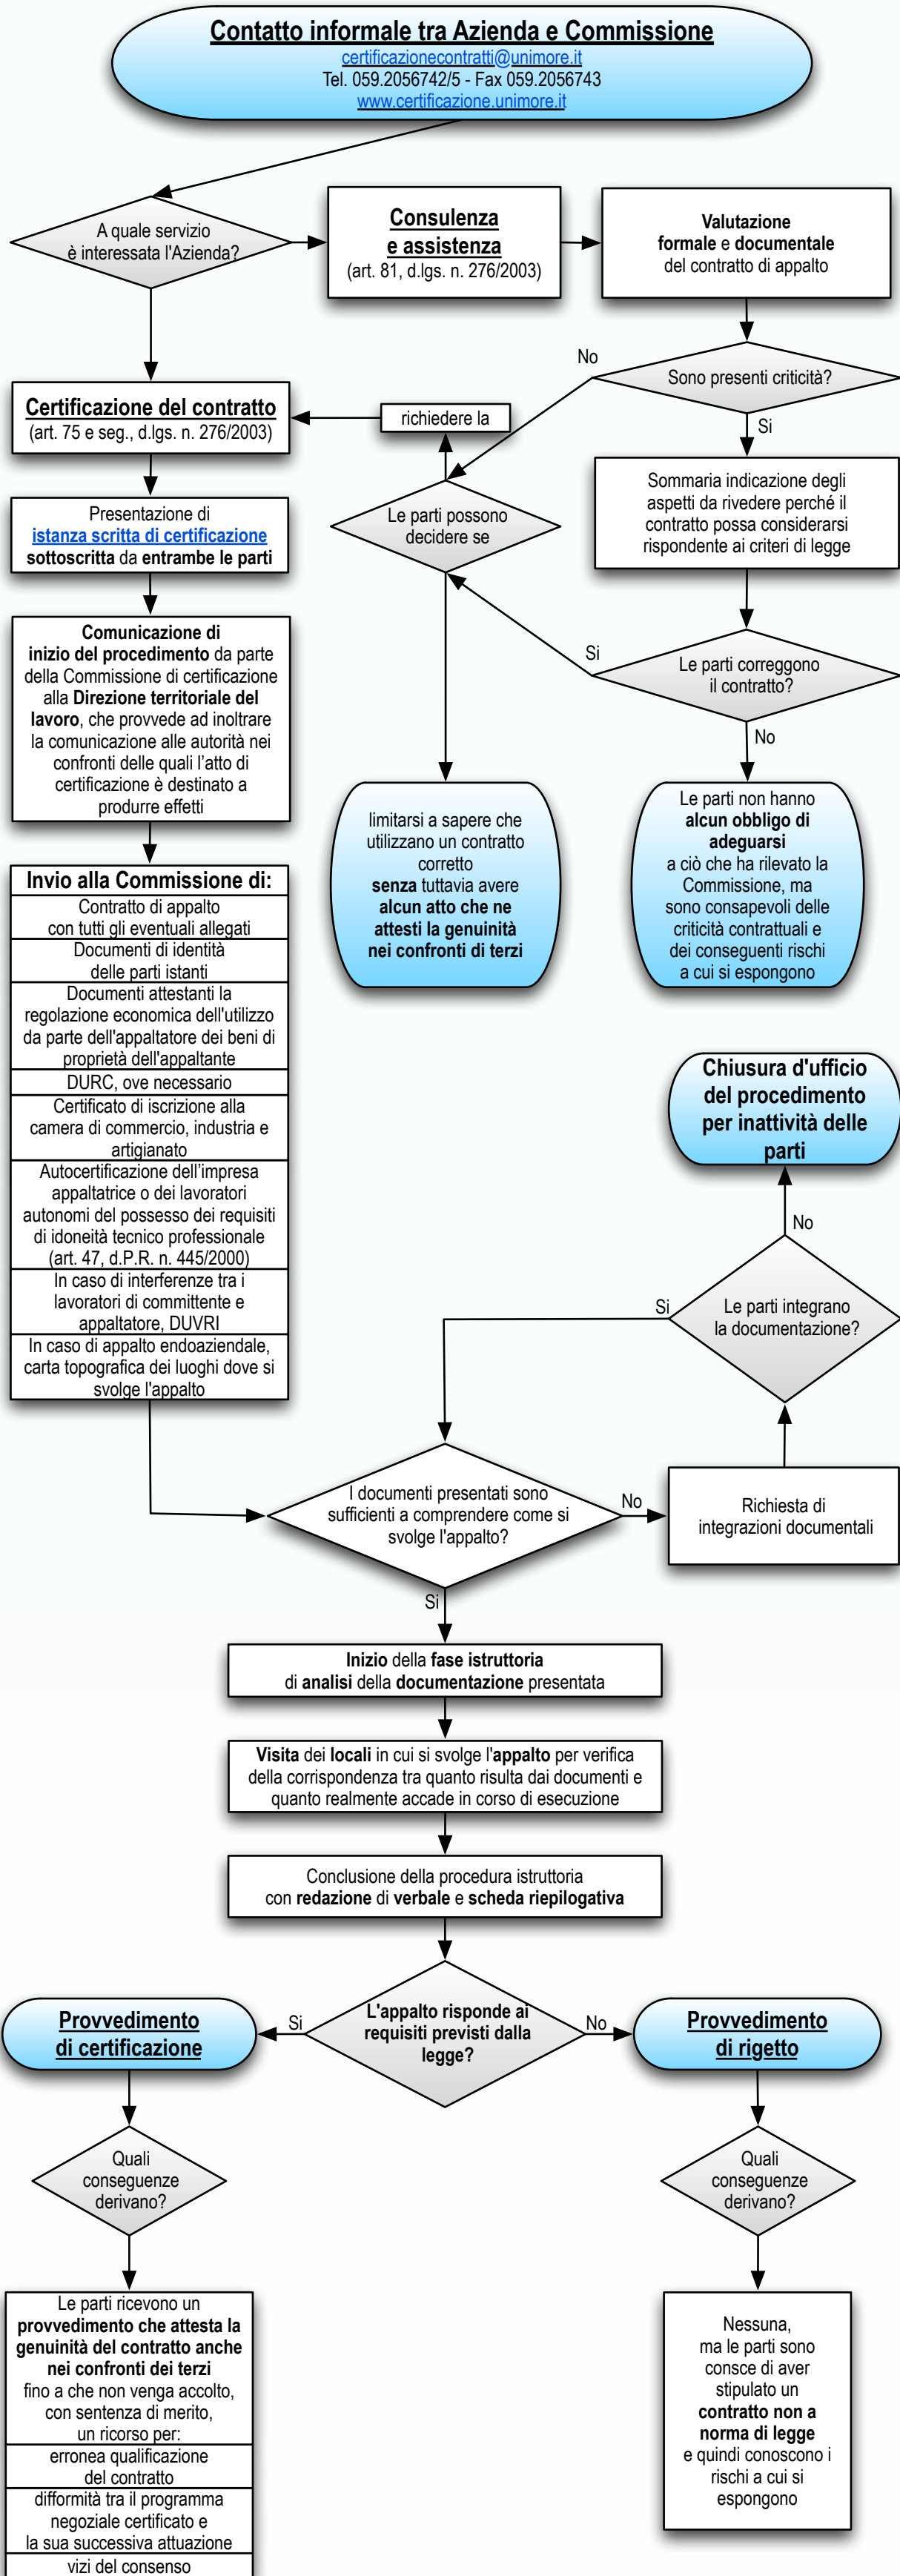 Contatto informale tra Azienda e Commissione
certificazionecontratti@unimore.it
Tel. 059.2056742/5 - Fax 059.2056743
www.certificazione.unimore.it
A quale servizio
è interessata l'Azienda?
Consulenza
e assistenza
(art. 81, d.lgs. n. 276/2003)
Valutazione
formale e documentale
del contratto di appalto
No
Sono presenti criticità?
Si
Certificazione del contratto
(art. 75 e seg., d.lgs. n. 276/2003)
richiedere la
Sommaria indicazione degli
aspetti da rivedere perché il
contratto possa considerarsi
rispondente ai criteri di legge
Le parti possono
decidere se
Presentazione di
istanza scritta di certificazione
sottoscritta da entrambe le parti
Comunicazione di
inizio del procedimento da parte
della Commissione di certificazione
alla Direzione territoriale del
lavoro, che provvede ad inoltrare
la comunicazione alle autorità nei
confronti delle quali l’atto di
certificazione è destinato a
produrre effetti
Si
Le parti correggono
il contratto?
No
limitarsi a sapere che
utilizzano un contratto
corretto
senza tuttavia avere
alcun atto che ne
attesti la genuinità
nei confronti di terzi
Le parti non hanno
alcun obbligo di
adeguarsi
a ciò che ha rilevato la
Commissione, ma
sono consapevoli delle
criticità contrattuali e
dei conseguenti rischi
a cui si espongono
Invio alla Commissione di:
Contratto di appalto
con tutti gli eventuali allegati
Documenti di identità
delle parti istanti
Documenti attestanti la
regolazione economica dell'utilizzo
da parte dell'appaltatore dei beni di
proprietà dell'appaltante
DURC, ove necessario
Certificato di iscrizione alla
camera di commercio, industria e
artigianato
Autocertificazione dell’impresa
appaltatrice o dei lavoratori
autonomi del possesso dei requisiti
di idoneità tecnico professionale
(art. 47, d.P.R. n. 445/2000)
In caso di interferenze tra i
lavoratori di committente e
appaltatore, DUVRI
In caso di appalto endoaziendale,
carta topografica dei luoghi dove si
svolge l'appalto
Chiusura d'ufficio
del procedimento
per inattività delle
parti
No
Si
Le parti integrano
la documentazione?
I documenti presentati sono
sufficienti a comprendere come si
svolge l'appalto?
No
Richiesta di
integrazioni documentali
Si
Inizio della fase istruttoria
di analisi della documentazione presentata
Visita dei locali in cui si svolge l'appalto per verifica
della corrispondenza tra quanto risulta dai documenti e
quanto realmente accade in corso di esecuzione
Conclusione della procedura istruttoria
con redazione di verbale e scheda riepilogativa
L'appalto risponde ai
requisiti previsti dalla
legge?
Si
No
Provvedimento
di certificazione
Provvedimento
di rigetto
Quali
conseguenze
derivano?
Quali
conseguenze
derivano?
Le parti ricevono un
provvedimento che attesta la
genuinità del contratto anche
nei confronti dei terzi
fino a che non venga accolto,
con sentenza di merito,
un ricorso per:
erronea qualificazione
del contratto
difformità tra il programma
negoziale certificato e
la sua successiva attuazione
vizi del consenso
Nessuna,
ma le parti sono
consce di aver
stipulato un
contratto non a
norma di legge
e quindi conoscono i
rischi a cui si
espongono